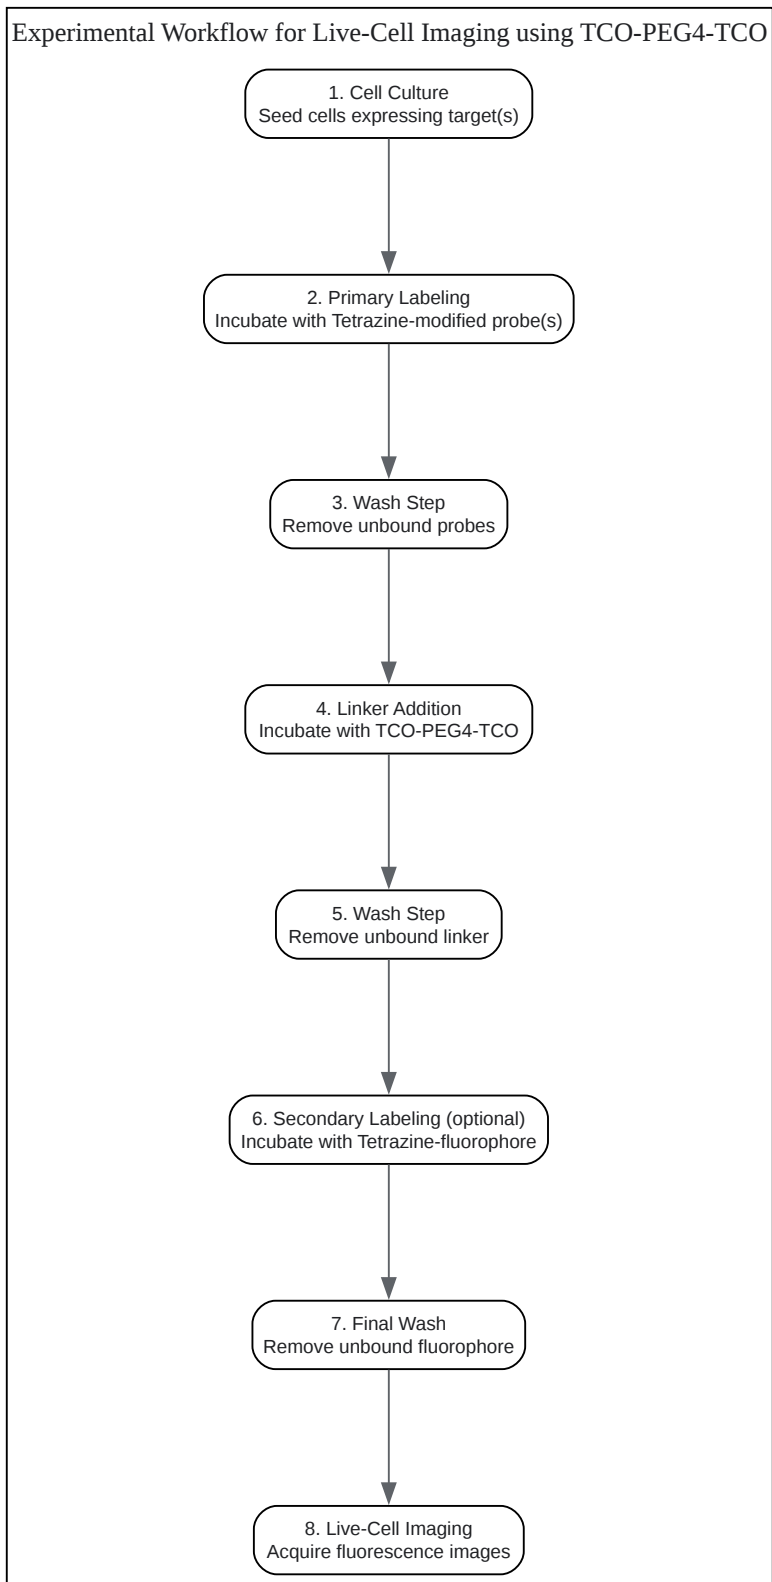 Experimental Workflow for Live-Cell Imaging using TCO-PEG4-TCO
1. Cell Culture
Seed cells expressing target(s)
2. Primary Labeling
Incubate with Tetrazine-modified probe(s)
3. Wash Step
Remove unbound probes
4. Linker Addition
Incubate with TCO-PEG4-TCO
5. Wash Step
Remove unbound linker
6. Secondary Labeling (optional)
Incubate with Tetrazine-fluorophore
7. Final Wash
Remove unbound fluorophore
8. Live-Cell Imaging
Acquire fluorescence images